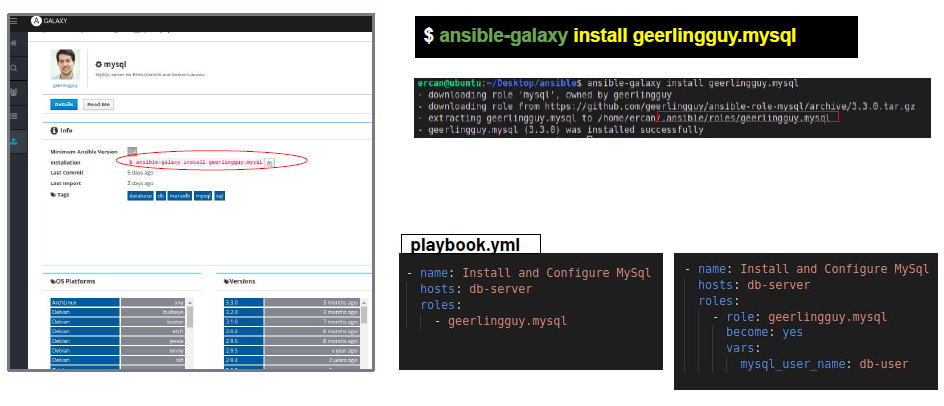 A GALAXY
mysql
MySQL server for RHEL/CentOS and Debian/Ubuntu.
geerlingguy
Details Read Me
Info
Minimum Ansible Version
Installation $ ansible-galaxy install geerlingguy.mysql
Last Commit 5 days ago
Last Import 2 days ago
Tags database db mariadb mysql sql
OS Platforms
ArchLinux any
Debian bullseye
Debian buster
Debian etch
Debian jessie
Debian lenny
Debian sid
Versions
3.3.0 3 months ago
3.2.0 3 months ago
3.1.0 7 months ago
3.0.0 8 months ago
2.9.6 8 months ago
2.9.5 a year ago
2.9.4 2 years ago
$ ansible-galaxy install geerlingguy.mysql
ercan@ubuntu:~/Desktop/ansible$ ansible-galaxy install geerlingguy.mysql
- downloading role 'mysql', owned by geerlingguy
- downloading role from https://github.com/geerlingguy/ansible-role-mysql/archive/3.3.0.tar.gz
- extracting geerlingguy.mysql to /home/ercan/.ansible/roles/geerlingguy.mysql
- geerlingguy.mysql (3.3.0) was installed successfully
playbook.yml
- name: Install and Configure MySql
hosts: db-server
roles:
- geerlingguy.mysql
- name: Install and Configure MySql
hosts: db-server
roles:
- role: geerlingguy.mysql
become: yes
vars:
mysql_user_name: db-user